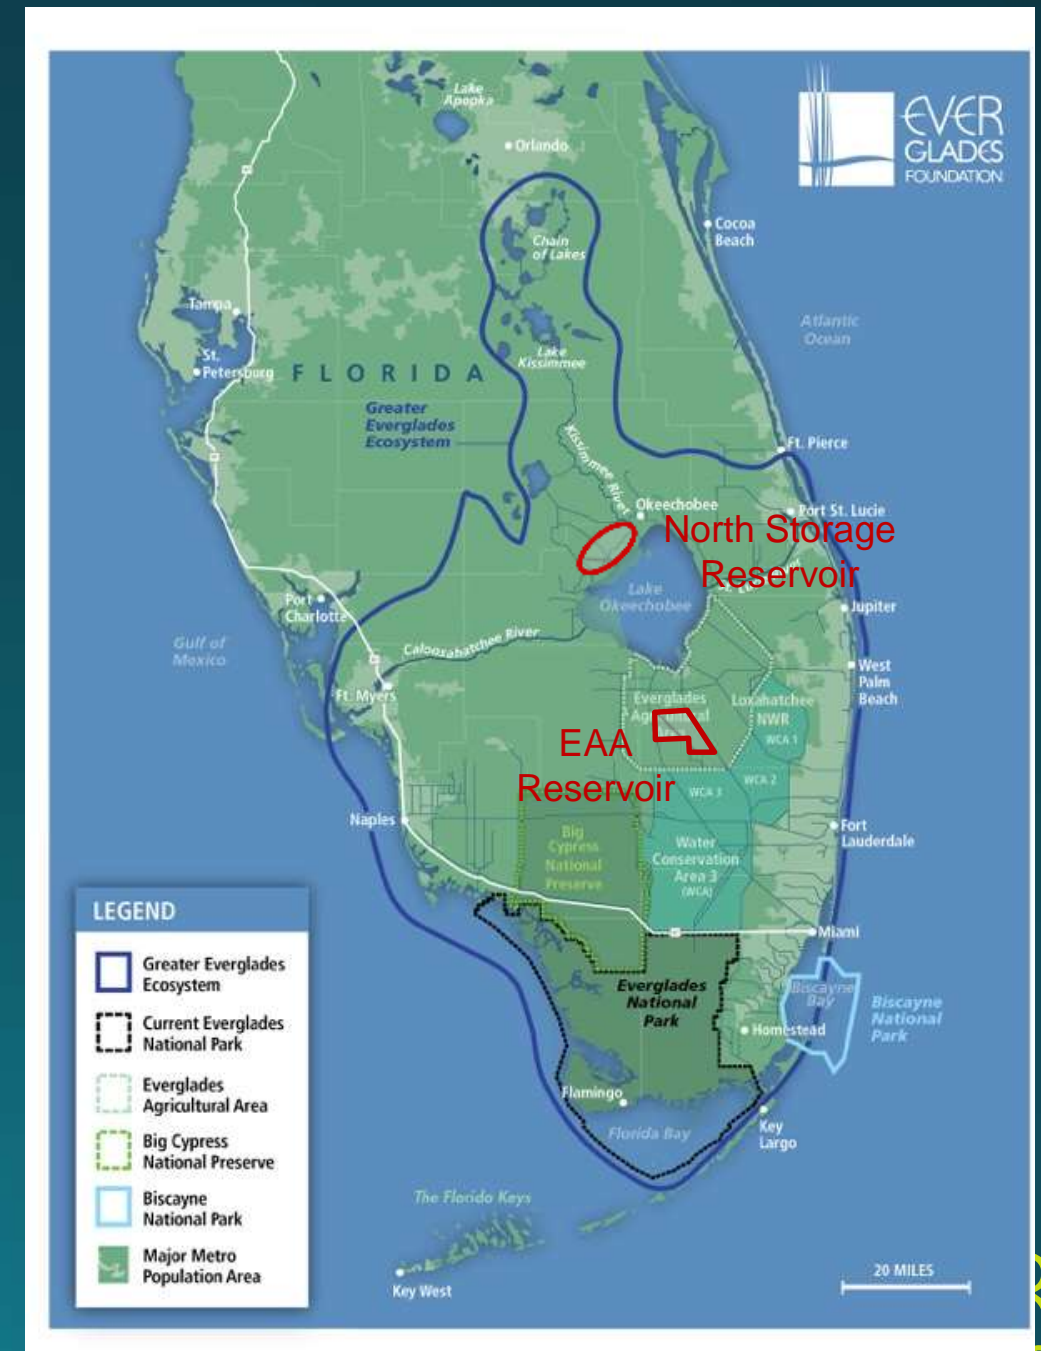 EVER
GLADES
FOUNDATION
Lake
Apopka
Orlando
Cocoa
Beach
Chain
of Lakes
Atlantic
Ocean
Tampa
St.
Petersburg
FLORIDA
Lake
Kissimmee
Greater
Everglades
Ecosystem
Kissimmee River
Ft. Pierce
Okeechobee
Port St. Lucie
North Storage
Reservoir
Lake
Okeechobee
Jupiter
Port
Charlotte
Gulf of
Mexico
Caloosahatchee River
West
Palm
Beach
Ft. Myers
Everglades
Agricultural
Loxahatchee
NWR
WCA 1
EAA
Reservoir
WCA 2
WCA 3
Naples
Fort
Lauderdale
Big
Cypress
National
Preserve
Water
Conservation
Area 3
(WCA)
Miami
Everglades
National
Park
Biscayne
Bay
Biscayne
National
Park
Homestead
Flamingo
Florida Bay
Key
Largo
The Florida Keys
Key West
20 MILES
LEGEND
Greater Everglades
Ecosystem
Current Everglades
National Park
Everglades
Agricultural Area
Big Cypress
National Preserve
Biscayne
National Park
Major Metro
Population Area